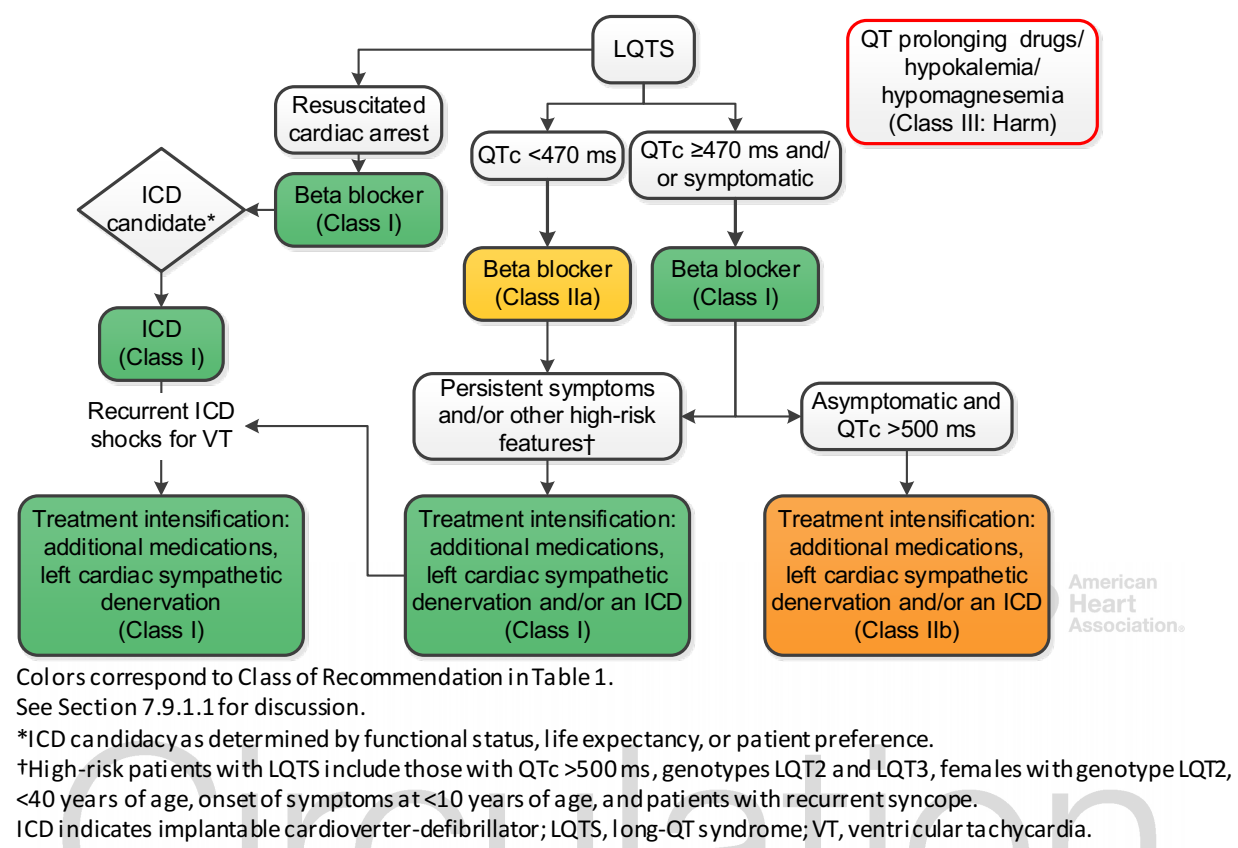 LQTS
QT prolonging drugs/
hypokalemia/
hypomagnesemia
(Class III: Harm)
Resuscitated
cardiac arrest
QTc <470 ms
QTc ≥470 ms and/
or symptomatic
ICD
candidate*
Beta blocker
(Class I)
Beta blocker
(Class IIa)
Beta blocker
(Class I)
ICD
(Class I)
Recurrent ICD
shocks for VT
Persistent symptoms
and/or other high-risk
features†
Asymptomatic and
QTc >500 ms
Treatment intensification:
additional medications,
left cardiac sympathetic
denervation
(Class I)
Treatment intensification:
additional medications,
left cardiac sympathetic
denervation and/or an ICD
(Class I)
Treatment intensification:
additional medications,
left cardiac sympathetic
denervation and/or an ICD
(Class IIb)
American
Heart
Association®
Colors correspond to Class of Recommendation in Table 1.
See Section 7.9.1.1 for discussion.
*ICD candidacy as determined by functional status, life expectancy, or patient preference.
†High-risk patients with LQTS include those with QTc >500 ms, genotypes LQT2 and LQT3, females with genotype LQT2,
<40 years of age, onset of symptoms at <10 years of age, and patients with recurrent syncope.
ICD indicates implantable cardioverter-defibrillator; LQTS, long-QT syndrome; VT, ventricular tachycardia.
Circulation